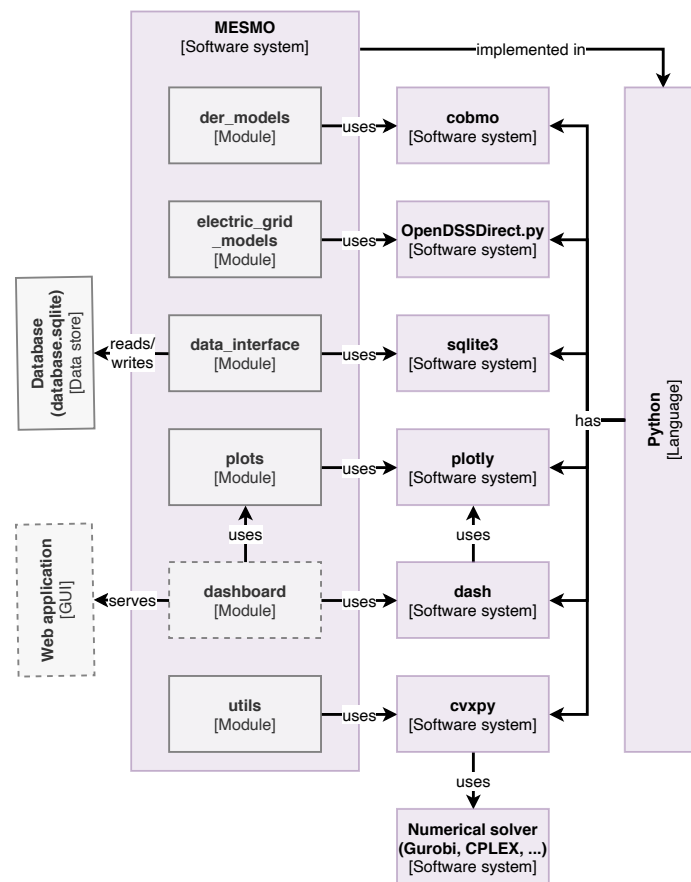 MESMO
[Software system]
implemented in
der_models
[Module]
uses
cobmo
[Software system]
electric_grid
_models
[Module]
uses
OpenDSSDirect.py
[Software system]
Database
(database.sqlite)
[Data store]
reads/
writes
data_interface
[Module]
uses
sqlite3
[Software system]
has
Python
[Language]
plots
[Module]
uses
plotly
[Software system]
uses
uses
Web application
[GUI]
serves
dashboard
[Module]
uses
dash
[Software system]
utils
[Module]
uses
cvxpy
[Software system]
uses
Numerical solver
(Gurobi, CPLEX, ...)
[Software system]